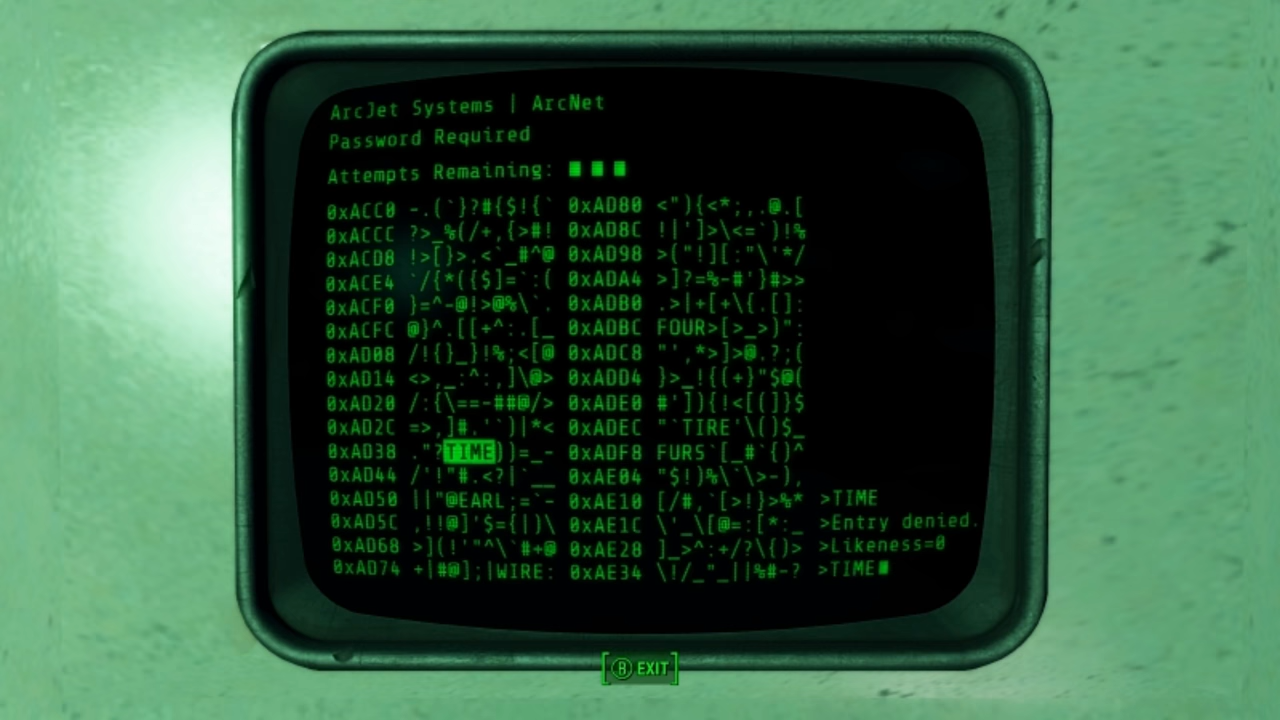 ArcJet Systems | ArcNet
Password Required
Attempts Remaining: ■ ■ ■
0xACC0 -.(`}?#{$!{` 0xAD80 <"){<*;,.@.[
0xACCC ?>_%(/+,{>#! 0xAD8C !|']>\<=`)!%
0xACD8 !>[}>.<`_#^@ 0xAD98 >("!][:"\'*/
0xACE4 `/{*({$]=`:( 0xADA4 >]?=%-#'}#>>
0xACF0 }=^-@!>@%\`. 0xADB0 .>|+[+\{.[]:
0xACFC @}^.[[+^:.[_ 0xADBC FOUR>[>_>)":
0xAD08 /!{}_}!%;<[@ 0xADC8 "',*>]>@.?;(
0xAD14 <>,_:^:,]\@> 0xADD4 }>_!{(+}"$@(
0xAD20 /:{\==-##@/> 0xADE0 #']){!<[(]}$
0xAD2C =>,]#.'`)|*< 0xADEC "`TIRE'\()$_
0xAD38 ."?TIME))=_- 0xADF8 FURS`[_#`{)^
0xAD44 /'!"#.<?|`__ 0xAE04 "$!)%\`\>-),
0xAD50 ||"@EARL;=`- 0xAE10 [/#,`[>!}>%* >TIME
0xAD5C ,!!@]'$={|)\ 0xAE1C \'_\[@=:[*:_ >Entry denied.
0xAD68 >](!'"^\`#+@ 0xAE28 ]_>^:+/?\{)> >Likeness=0
0xAD74 +|#@];|WIRE: 0xAE34 \!/_"_||%#-? >TIME■
[B EXIT]